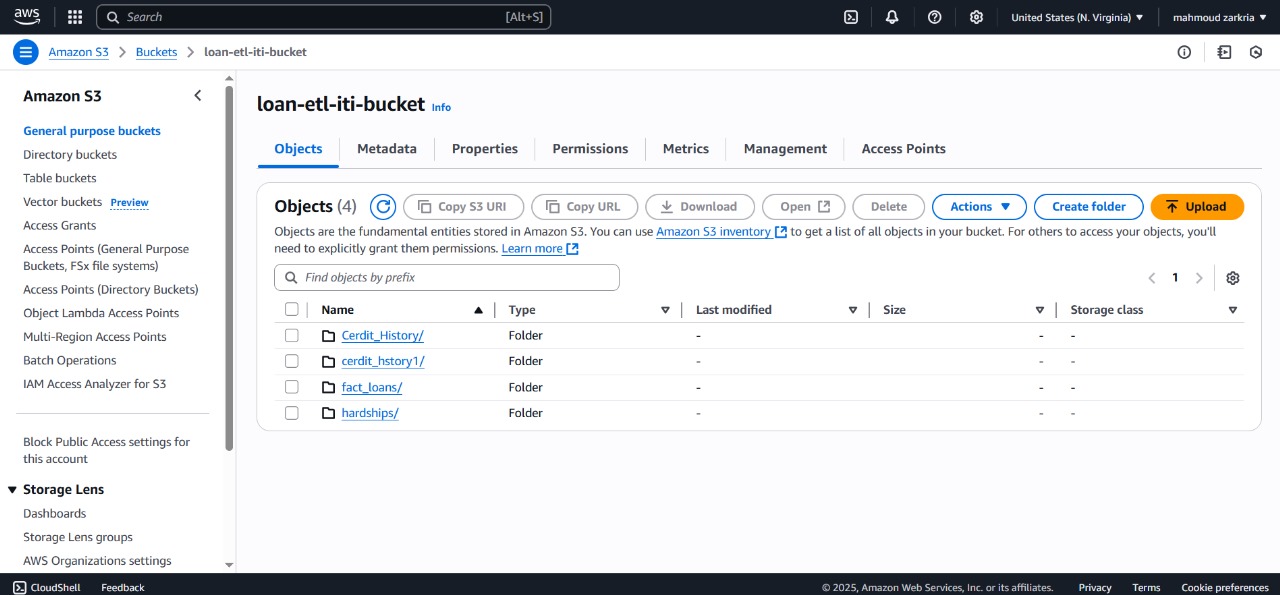 aws
Search [Alt+S] United States (N. Virginia) ▼ mahmoud zarkria ▼
Amazon S3 > Buckets > loan-etl-iti-bucket
Amazon S3
General purpose buckets
Directory buckets
Table buckets
Vector buckets Preview
Access Grants
Access Points (General Purpose
Buckets, FSx file systems)
Access Points (Directory Buckets)
Object Lambda Access Points
Multi-Region Access Points
Batch Operations
IAM Access Analyzer for S3
Block Public Access settings for
this account
Storage Lens
Dashboards
Storage Lens groups
AWS Organizations settings
loan-etl-iti-bucket Info
Objects Metadata Properties Permissions Metrics Management Access Points
Objects (4) Copy S3 URI Copy URL Download Open Delete Actions ▼ Create folder Upload
Objects are the fundamental entities stored in Amazon S3. You can use Amazon S3 inventory to get a list of all objects in your bucket. For others to access your objects, you'll
need to explicitly grant them permissions. Learn more
Find objects by prefix < 1 >
Name Type Last modified Size Storage class
Cerdit_History/ Folder - - -
cerdit_hstory1/ Folder - - -
fact_loans/ Folder - - -
hardships/ Folder - - -
CloudShell Feedback © 2025, Amazon Web Services, Inc. or its affiliates. Privacy Terms Cookie preferences